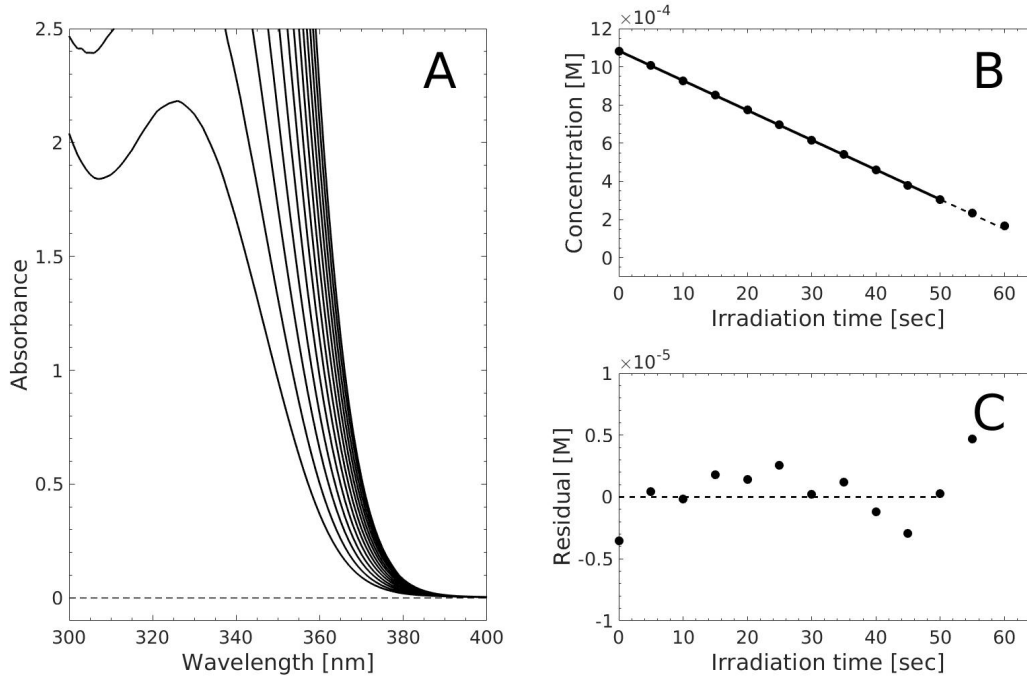 A
2.5
2
1.5
1
0.5
0
Absorbance
300 320 340 360 380 400
Wavelength [nm]
×10-4
B
12
10
8
6
4
2
0
Concentration [M]
0 10 20 30 40 50 60
Irradiation time [sec]
×10-5
C
1
0.5
0
-0.5
-1
Residual [M]
0 10 20 30 40 50 60
Irradiation time [sec]